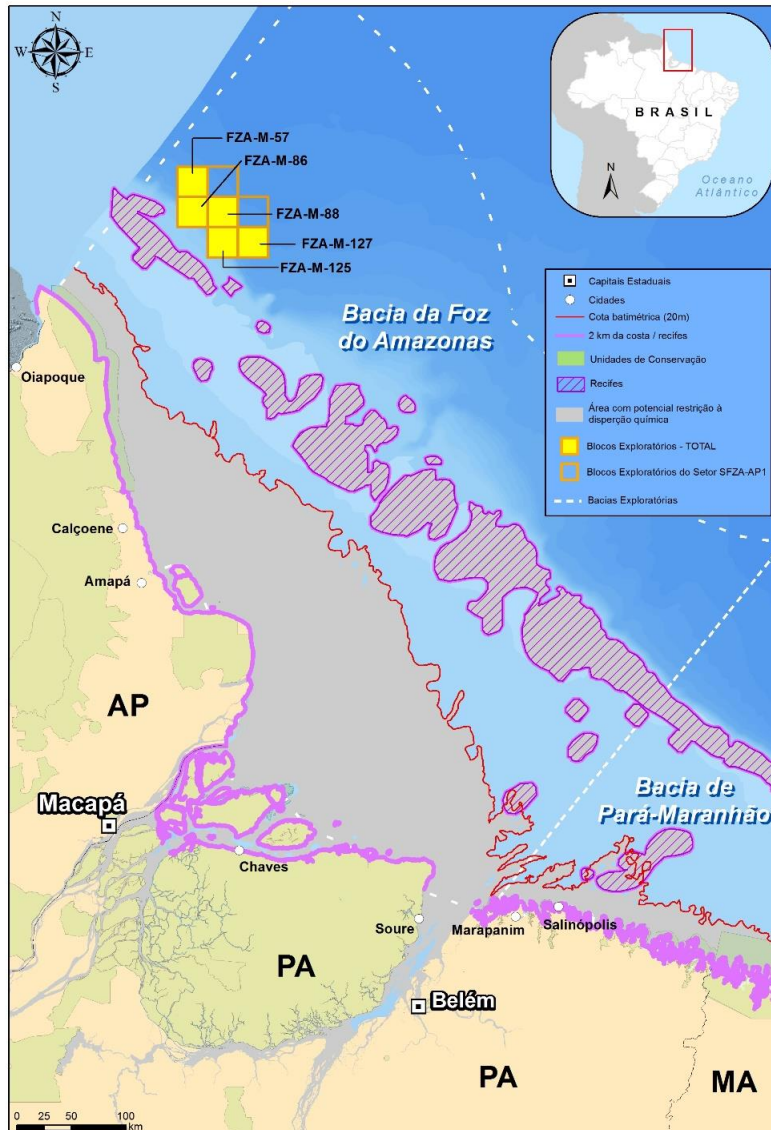 N
W
E
S
FZA-M-57
FZA-M-86
FZA-M-88
FZA-M-127
FZA-M-125
BRASIL
N
Oceano
Atlântico
Capitais Estaduais
Cidades
Cota batimétrica (20m)
2 km da costa / recifes
Unidades de Conservação
Recifes
Área com potencial restrição à
disperção química
Blocos Exploratórios - TOTAL
Blocos Exploratórios do Setor SFZA-AP1
Bacias Exploratórias
Bacia da Foz
do Amazonas
Oiapoque
Calçoene
Amapá
AP
Macapá
Bacia de
Pará-Maranhão
Chaves
Soure
Marapanim
Salinópolis
PA
Belém
PA
MA
0 25 50 100
km